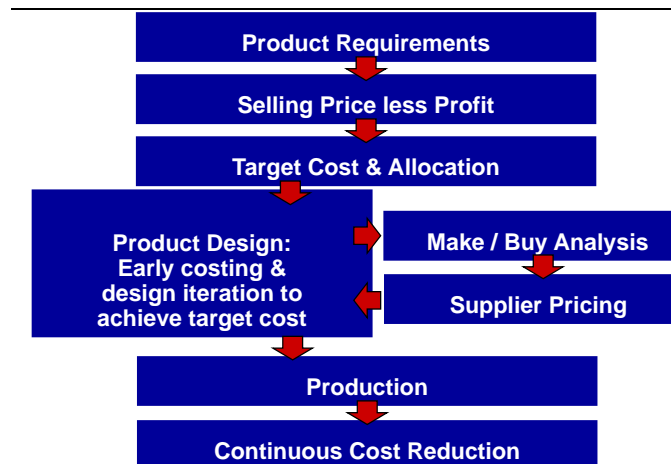 Product Requirements
Selling Price less Profit
Target Cost & Allocation
Product Design:
Early costing &
design iteration to
achieve target cost
Make / Buy Analysis
Supplier Pricing
Production
Continuous Cost Reduction